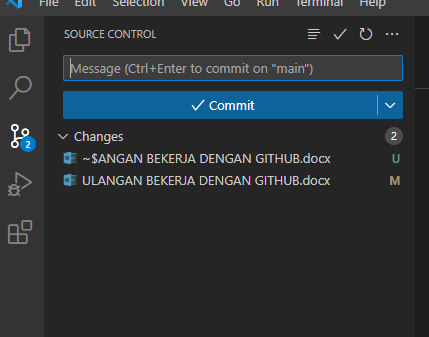 File Edit Selection View Go Run Terminal Help
SOURCE CONTROL
Message (Ctrl+Enter to commit on "main")
Commit
Changes 2
~$ANGAN BEKERJA DENGAN GITHUB.docx U
ULANGAN BEKERJA DENGAN GITHUB.docx M
2